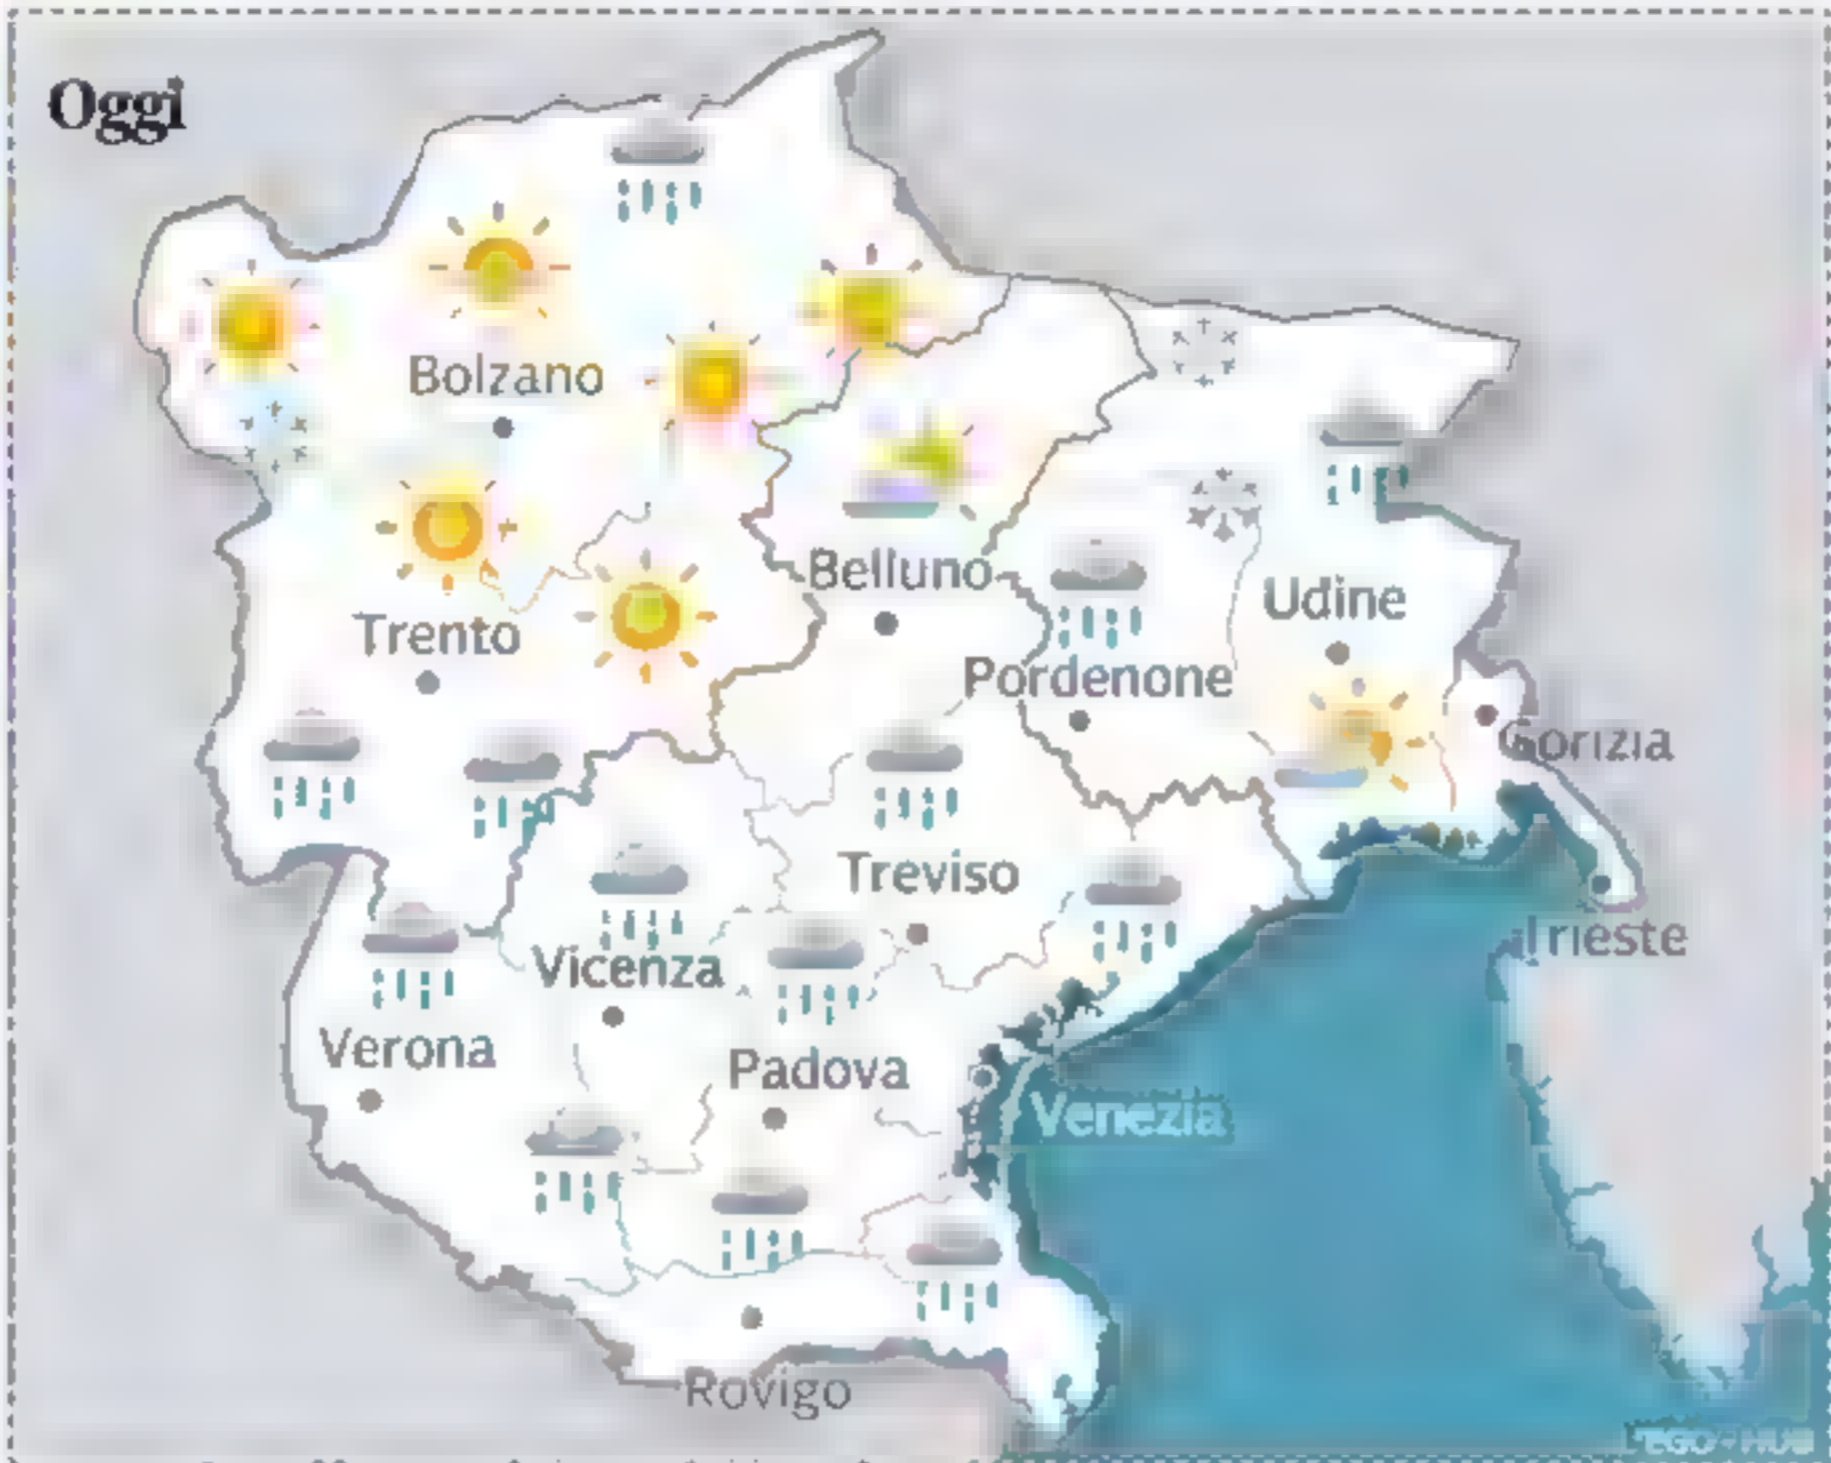 Oggi
Bolzano
Belluno
Udine
Trento
Pordenone
Gorizia
Treviso
Trieste
Vicenza
Verona
Padova
Venezia
Rovigo